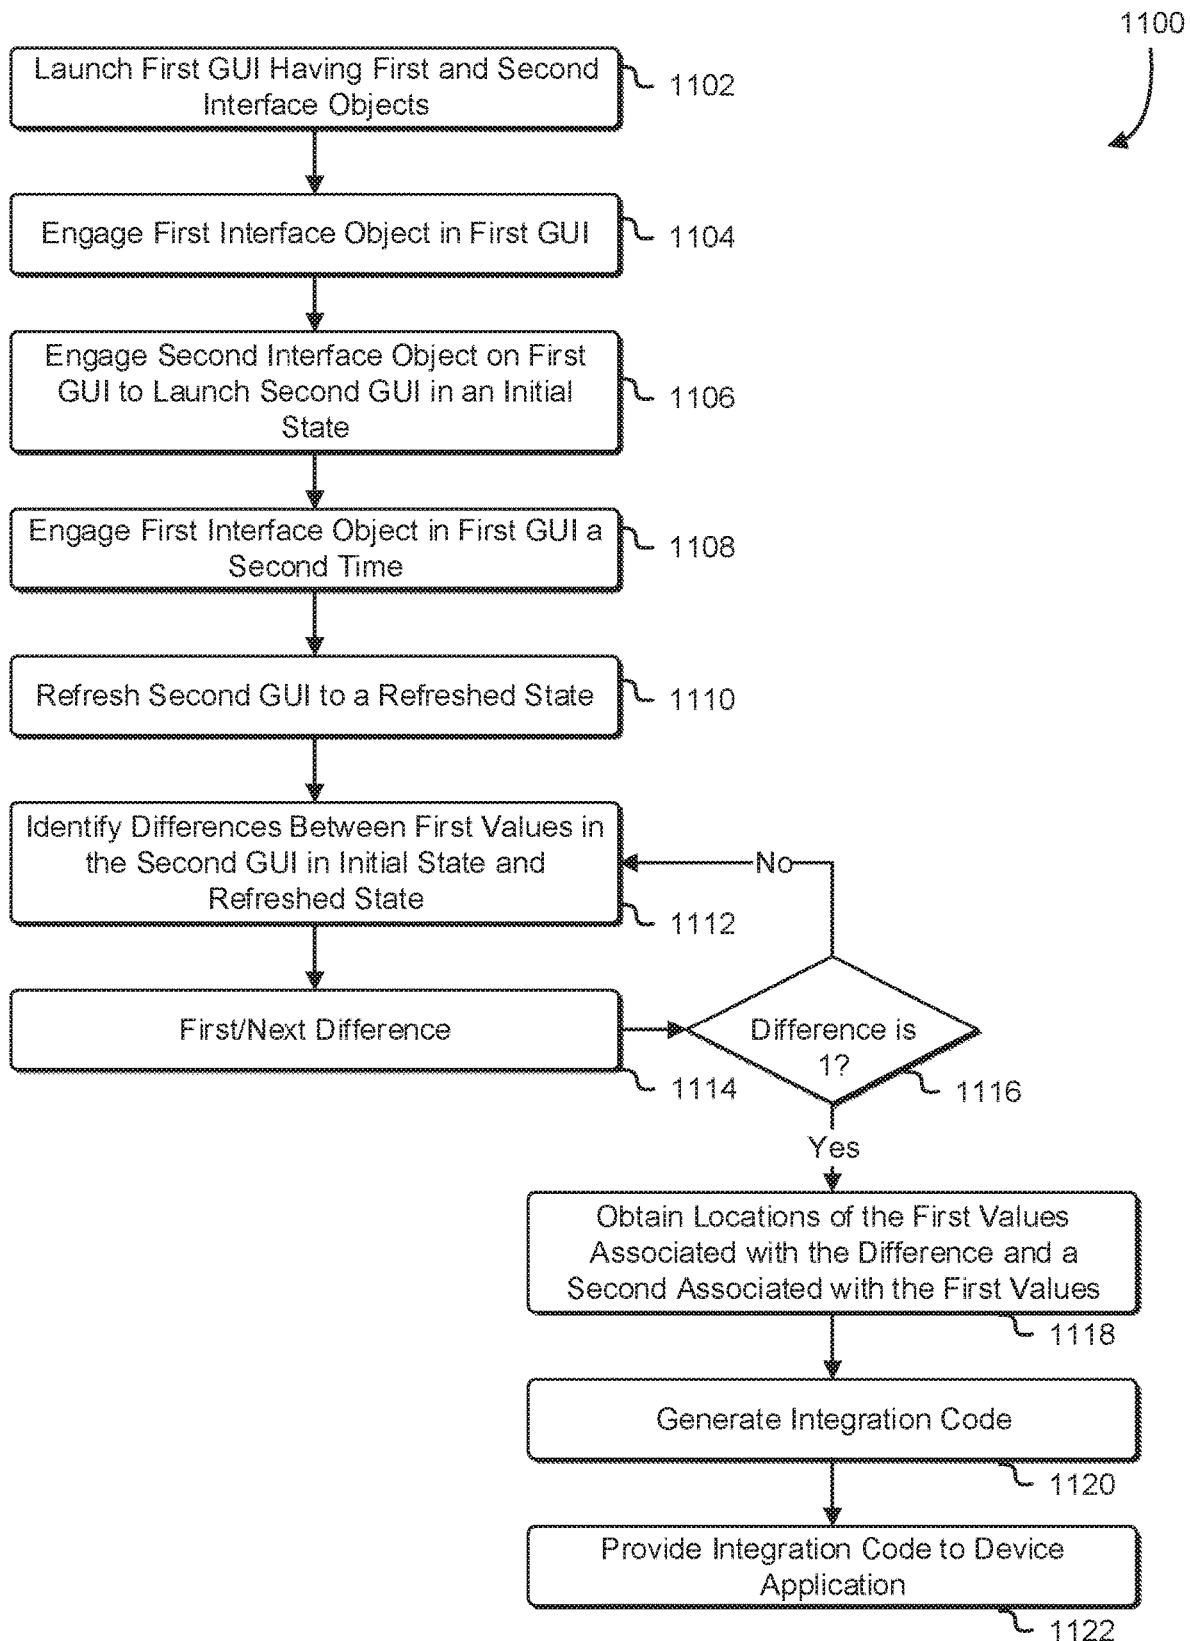 1100
Launch First GUI Having First and Second
Interface Objects
1102
Engage First Interface Object in First GUI
1104
Engage Second Interface Object on First
GUI to Launch Second GUI in an Initial
State
1106
Engage First Interface Object in First GUI a
Second Time
1108
Refresh Second GUI to a Refreshed State
1110
Identify Differences Between First Values in
the Second GUI in Initial State and
Refreshed State
1112
No
First/Next Difference
1114
Difference is
1?
1116
Yes
Obtain Locations of the First Values
Associated with the Difference and a
Second Associated with the First Values
1118
Generate Integration Code
1120
Provide Integration Code to Device
Application
1122